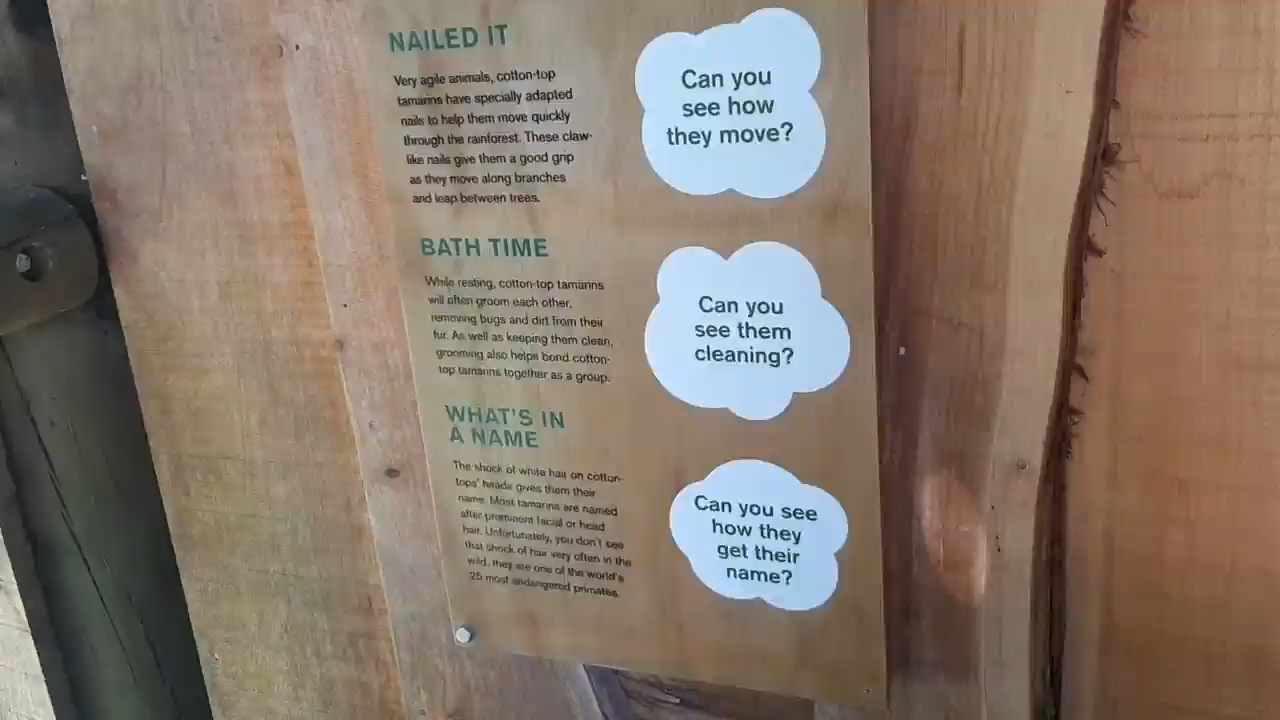 NAILED IT
Very agile animals, cotton-top
tamarins have specially adapted
nails to help them move quickly
through the rainforest. These claw-
like nails give them a good grip
as they move along branches
and leap between trees.
Can you
see how
they move?
BATH TIME
While resting, cotton-top tamarins
will often groom each other,
removing bugs and dirt from their
fur. As well as keeping them clean,
grooming also helps bond cotton-
top tamarins together as a group.
Can you
see them
cleaning?
WHAT'S IN
A NAME
The shock of white hair on cotton-
tops' heads gives them their
name. Most tamarins are named
after prominent facial or head
hair. Unfortunately, you don't see
that shock of hair very often in the
wild, they are one of the world's
25 most endangered primates.
Can you see
how they
get their
name?